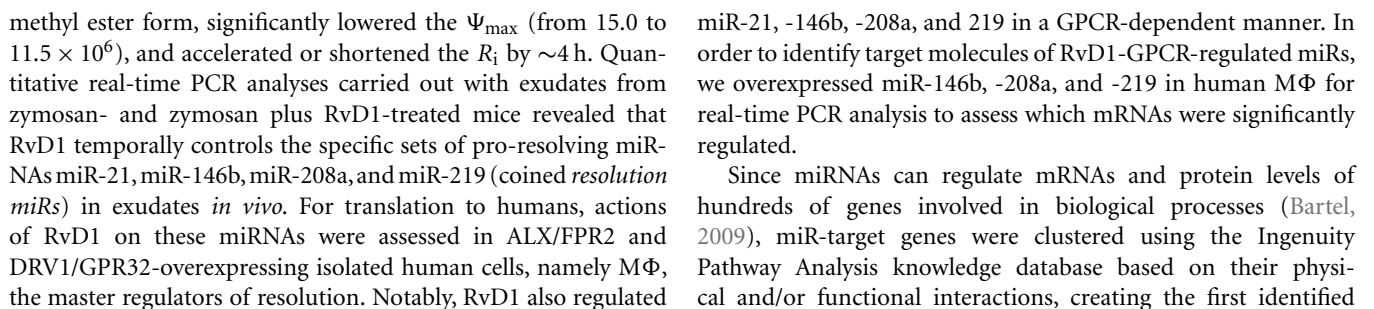 methyl ester form, significantly lowered the Ψmax (from 15.0 to
11.5 × 10⁶), and accelerated or shortened the Ri by ∼4 h. Quan-
titative real-time PCR analyses carried out with exudates from
zymosan- and zymosan plus RvD1-treated mice revealed that
RvD1 temporally controls the specific sets of pro-resolving miR-
NAs miR-21, miR-146b, miR-208a, and miR-219 (coined resolution
miRs) in exudates in vivo. For translation to humans, actions
of RvD1 on these miRNAs were assessed in ALX/FPR2 and
DRV1/GPR32-overexpressing isolated human cells, namely MΦ,
the master regulators of resolution. Notably, RvD1 also regulated
miR-21, -146b, -208a, and 219 in a GPCR-dependent manner. In
order to identify target molecules of RvD1-GPCR-regulated miRs,
we overexpressed miR-146b, -208a, and -219 in human MΦ for
real-time PCR analysis to assess which mRNAs were significantly
regulated.
Since miRNAs can regulate mRNAs and protein levels of
hundreds of genes involved in biological processes (Bartel,
2009), miR-target genes were clustered using the Ingenuity
Pathway Analysis knowledge database based on their physi-
cal and/or functional interactions, creating the first identified